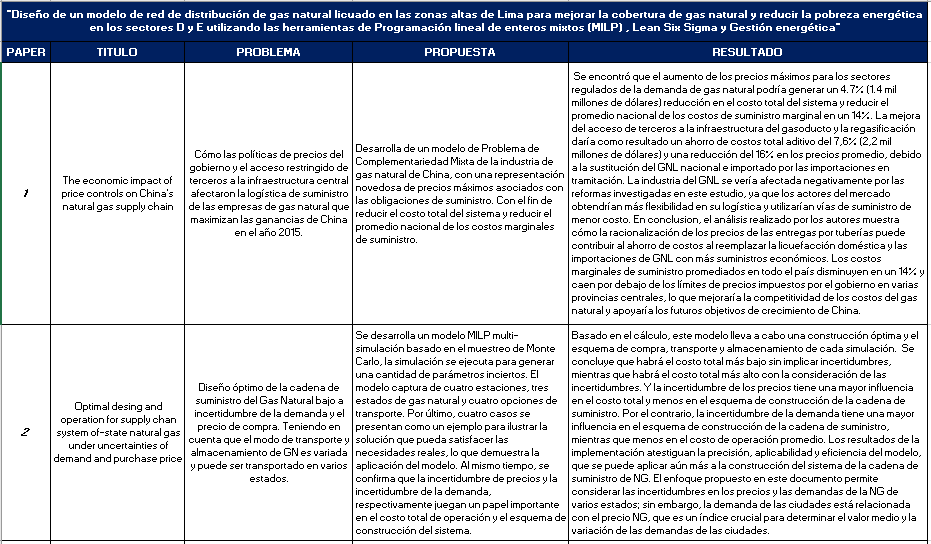 "Diseño de un modelo de red de distribución de gas natural licuado en las zonas altas de Lima para mejorar la cobertura de gas natural y reducir la pobreza energética
en los sectores D y E utilizando las herramientas de Programación lineal de enteros mixtos (MILP) , Lean Six Sigma y Gestión energética"
PAPER TITULO PROBLEMA PROPUESTA RESULTADO
1
The economic impact of
price controls on China's
natural gas supply chain
Cómo las políticas de precios del
gobierno y el acceso restringido de
terceros a la infraestructura central
afectaron la logística de suministro
de las empresas de gas natural que
maximizan las ganancias de China
en el año 2015.
Desarrolla de un modelo de Problema de
Complementariedad Mixta de la industria de
gas natural de China, con una representación
novedosa de precios máximos asociados con
las obligaciones de suministro. Con el fin de
reducir el costo total del sistema y reducir el
promedio nacional de los costos marginales
de suministro.
Se encontró que el aumento de los precios máximos para los sectores
regulados de la demanda de gas natural podría generar un 4.7% (1.4 mil
millones de dólares) reducción en el costo total del sistema y reducir el
promedio nacional de los costos de suministro marginal en un 14%. La mejora
del acceso de terceros a la infraestructura del gasoducto y la regasificación
daría como resultado un ahorro de costos total aditivo del 7,6% (2,2 mil
millones de dólares) y una reducción del 16% en los precios promedio, debido
a la sustitución del GNL nacional e importado por las importaciones en
tramitación. La industria del GNL se vería afectada negativamente por las
reformas investigadas en este estudio, ya que los actores del mercado
obtendrían más flexibilidad en su logística y utilizarían vías de suministro de
menor costo. En conclusión, el análisis realizado por los autores muestra
cómo la racionalización de los precios de las entregas por tuberías puede
contribuir al ahorro de costos al reemplazar la licuefacción doméstica y las
importaciones de GNL con más suministros económicos. Los costos
marginales de suministro promediados en todo el país disminuyen en un 14% y
caen por debajo de los límites de precios impuestos por el gobierno en varias
provincias centrales, lo que mejoraría la competitividad de los costos del gas
natural y apoyaría los futuros objetivos de crecimiento de China.
2
Optimal desing and
operation for supply chan
system of-state natural gas
under uncertainties of
demand and purchase price
Diseño óptimo de la cadena de
suministro del Gas Natural bajo a
incertidumbre de la demanda y el
precio de compra. Teniendo en
cuenta que el modo de transporte y
almacenamiento de GN es variada
y puede ser transportado en varios
estados.
Se desarrolla un modelo MILP multi-
simulación basado en el muestreo de Monte
Carlo, la simulación se ejecuta para generar
una cantidad de parámetros inciertos. El
modelo captura de cuatro estaciones, tres
estados de gas natural y cuatro opciones de
transporte. Por último, cuatro casos se
presentan como un ejemplo para ilustrar la
solución que pueda satisfacer las
necesidades reales, lo que demuestra la
aplicación del modelo. Al mismo tiempo, se
confirma que la incertidumbre de precios y la
incertidumbre de la demanda,
respectivamente juegan un papel importante
en el costo total de operación y el esquema de
construcción del sistema.
Basado en el cálculo, este modelo lleva a cabo una construcción óptima y el
esquema de compra, transporte y almacenamiento de cada simulación. Se
concluye que habrá el costo total más bajo sin implicar incertidumbres,
mientras que habrá el costo total más alto con la consideración de las
incertidumbres. Y la incertidumbre de los precios tiene una mayor influencia
en el costo total y menos en el esquema de construcción de la cadena de
suministro. Por el contrario, la incertidumbre de la demanda tiene una mayor
influencia en el esquema de construcción de la cadena de suministro,
mientras que menos en el costo de operación promedio. Los resultados de la
implementación atestiguan la precisión, aplicabilidad y eficiencia del modelo,
que se puede aplicar aún más a la construcción del sistema de la cadena de
suministro de NG. El enfoque propuesto en este documento permite
considerar las incertidumbres en los precios y las demandas de la NG de
varios estados; sin embargo, la demanda de las ciudades está relacionada
con el precio NG, que es un índice crucial para determinar el valor medio y la
variación de las demandas de las ciudades.